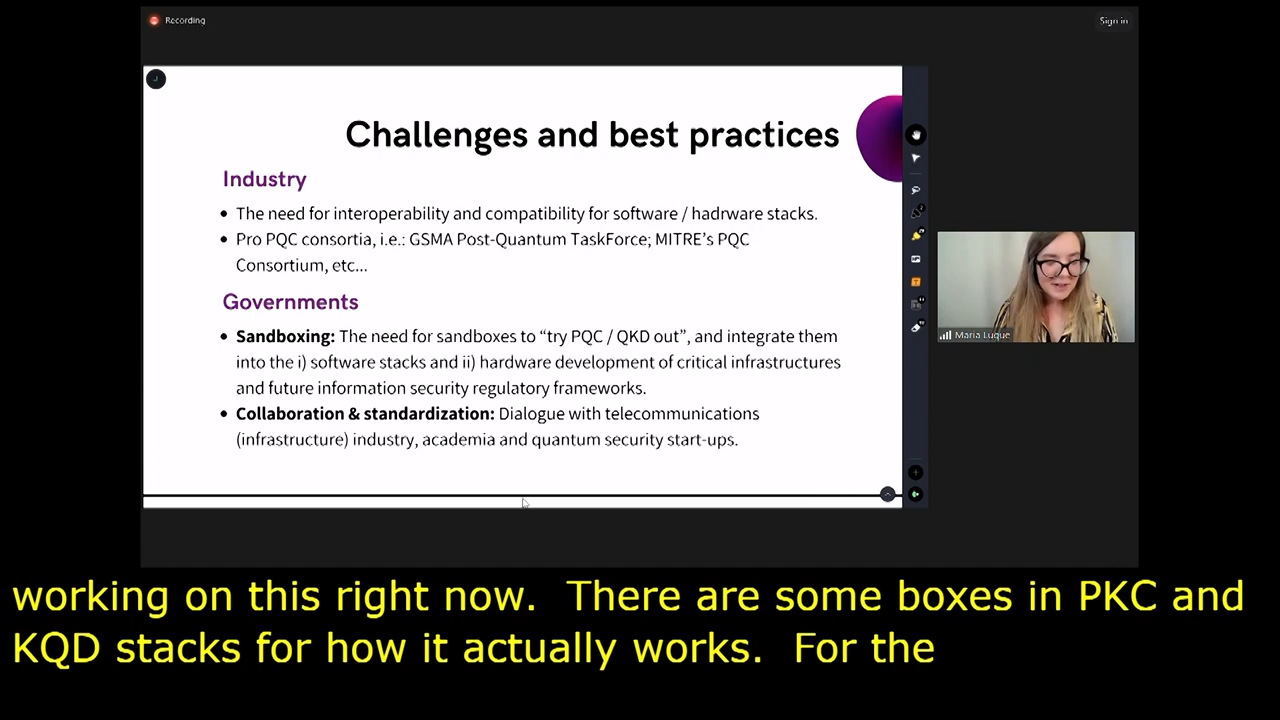 Recording
Sign in
Challenges and best practices
Industry
The need for interoperability and compatibility for software / hadrware stacks.
Pro PQC consortia, i.e.: GSMA Post-Quantum TaskForce; MITRE's PQC
Consortium, etc...
Governments
Sandboxing: The need for sandboxes to “try PQC / QKD out”, and integrate them
into the i) software stacks and ii) hardware development of critical infrastructures
and future information security regulatory frameworks.
Collaboration & standardization: Dialogue with telecommunications
(infrastructure) industry, academia and quantum security start-ups.
Maria Luque
working on this right now. There are some boxes in PKC and
KQD stacks for how it actually works. For the